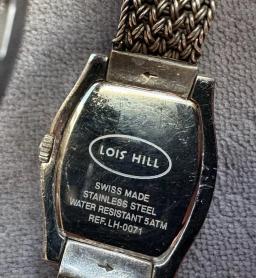 LOIS HILL
SWISS MADE
STAINLESS STEEL
WATER RESISTANT 5ATM
REF. LH-0071